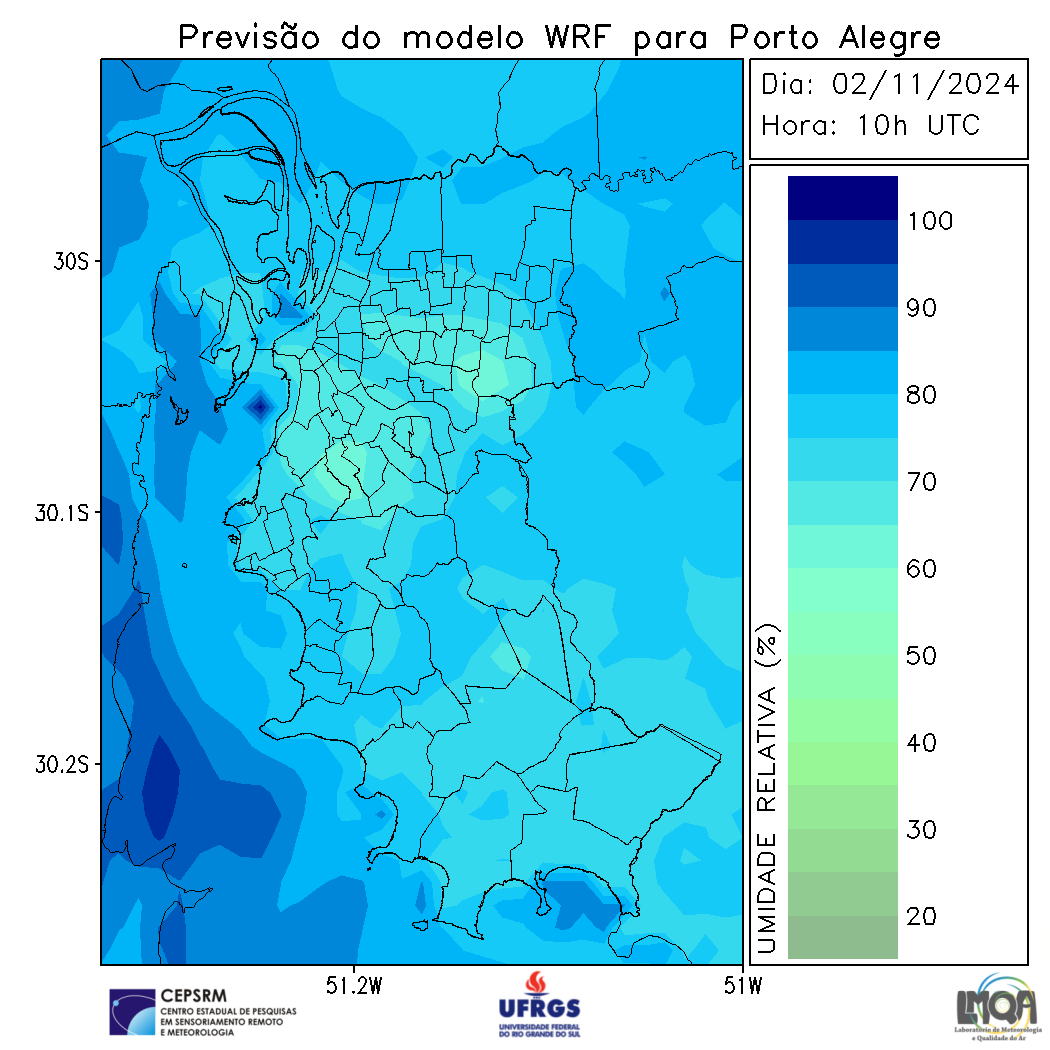 Previsão do modelo WRF para Porto Alegre
Dia: 02/11/2024
Hora: 10h UTC
30S
30.1S
30.2S
51.2W
51W
100
90
80
70
60
50
40
30
20
UMIDADE RELATIVA (%)
CEPSRM
CENTRO ESTADUAL DE PESQUISAS
EM SENSORIAMENTO REMOTO
E METEOROLOGIA
UFRGS
UNIVERSIDADE FEDERAL
DO RIO GRANDE DO SUL
LMQA
Laboratório de Meteorologia
e Qualidade do Ar